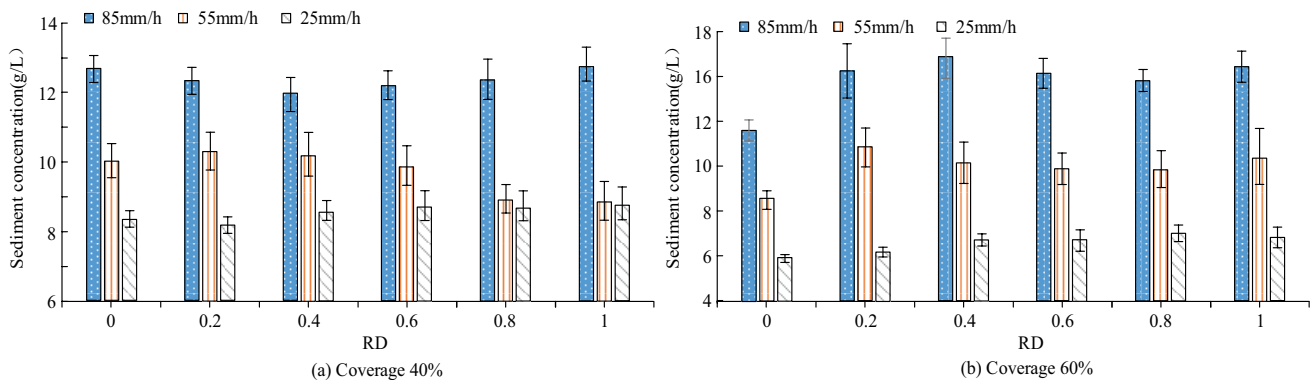 85mm/h 55mm/h 25mm/h
Sediment concentration(g/L)
14
12
10
8
6
0 0.2 0.4 0.6 0.8 1
RD
(a) Coverage 40%
85mm/h 55mm/h 25mm/h
Sediment concentration(g/L)
18
16
14
12
10
8
6
4
0 0.2 0.4 0.6 0.8 1
RD
(b) Coverage 60%